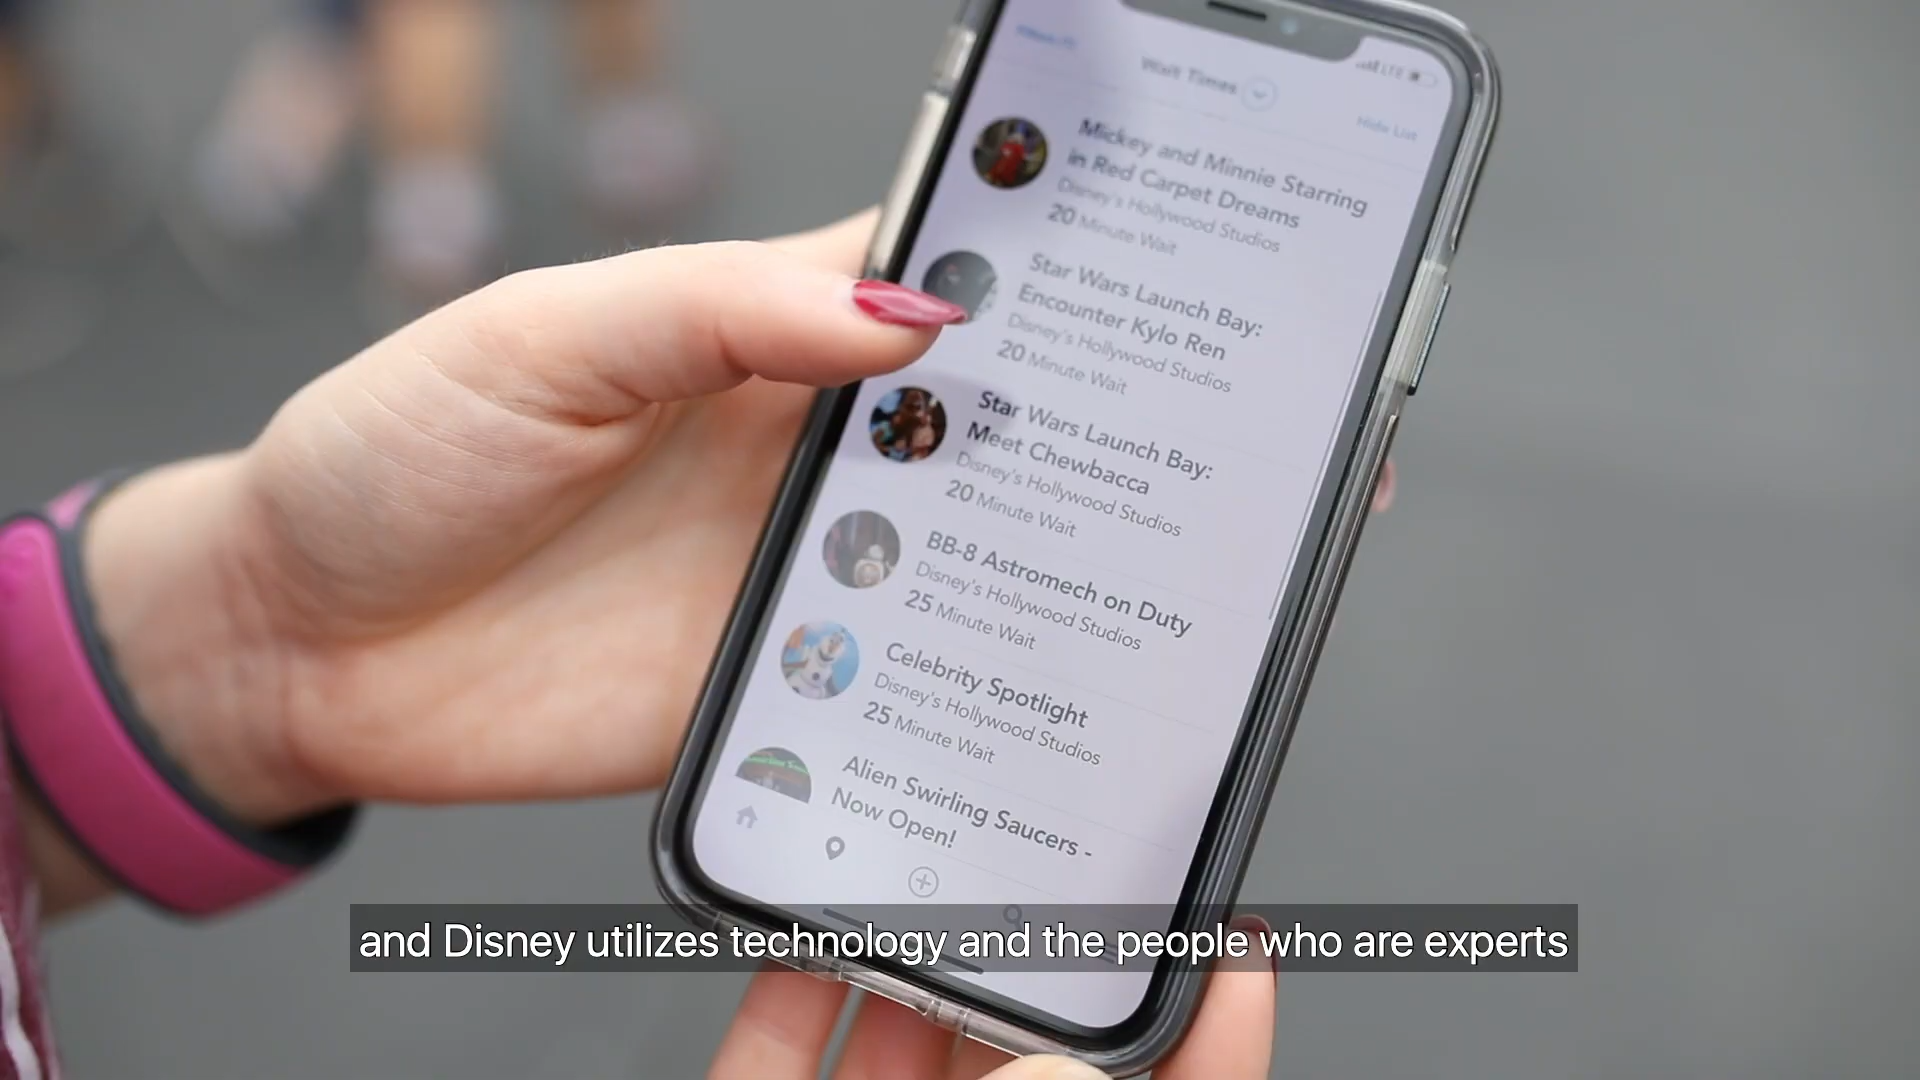 LTE
Wait Times
Hide List
Mickey and Minnie Starring
in Red Carpet Dreams
Disney's Hollywood Studios
20 Minute Wait
Star Wars Launch Bay:
Encounter Kylo Ren
Disney's Hollywood Studios
20 Minute Wait
Star Wars Launch Bay:
Meet Chewbacca
Disney's Hollywood Studios
20 Minute Wait
BB-8 Astromech on Duty
Disney's Hollywood Studios
25 Minute Wait
Celebrity Spotlight
Disney's Hollywood Studios
25 Minute Wait
Alien Swirling Saucers -
Now Open!
and Disney utilizes technology and the people who are experts